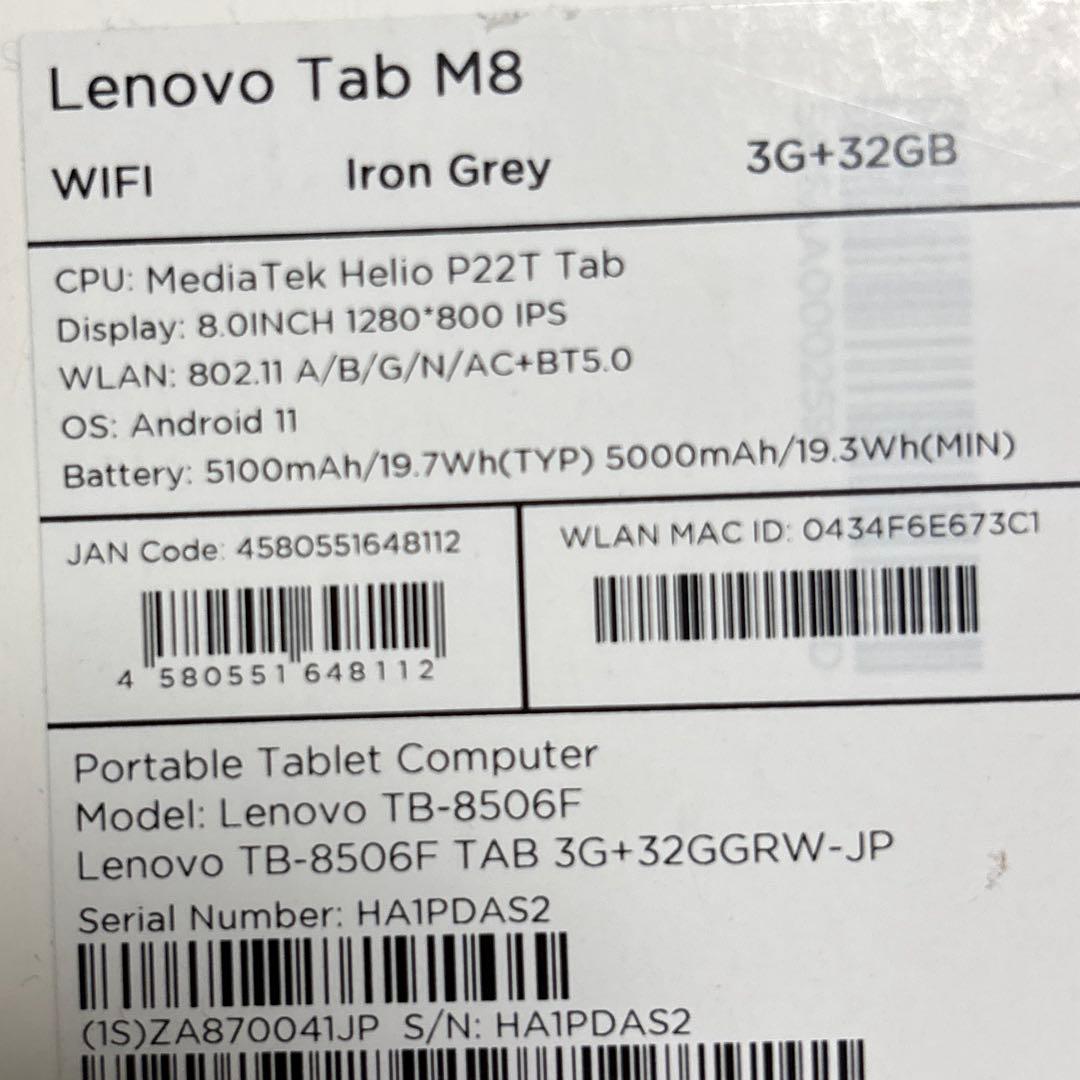 Lenovo Tab M8
WIFI Iron Grey 3G+32GB
CPU: MediaTek Helio P22T Tab
Display: 8.0INCH 1280*800 IPS
WLAN: 802.11 A/B/G/N/AC+BT5.0
OS: Android 11
Battery: 5100mAh/19.7Wh(TYP) 5000mAh/19.3Wh(MIN)
JAN Code: 4580551648112
4 580551 648112
WLAN MAC ID: 0434F6E673C1
Portable Tablet Computer
Model: Lenovo TB-8506F
Lenovo TB-8506F TAB 3G+32GGRW-JP
Serial Number: HA1PDAS2
(1S)ZA870041JP S/N: HA1PDAS2